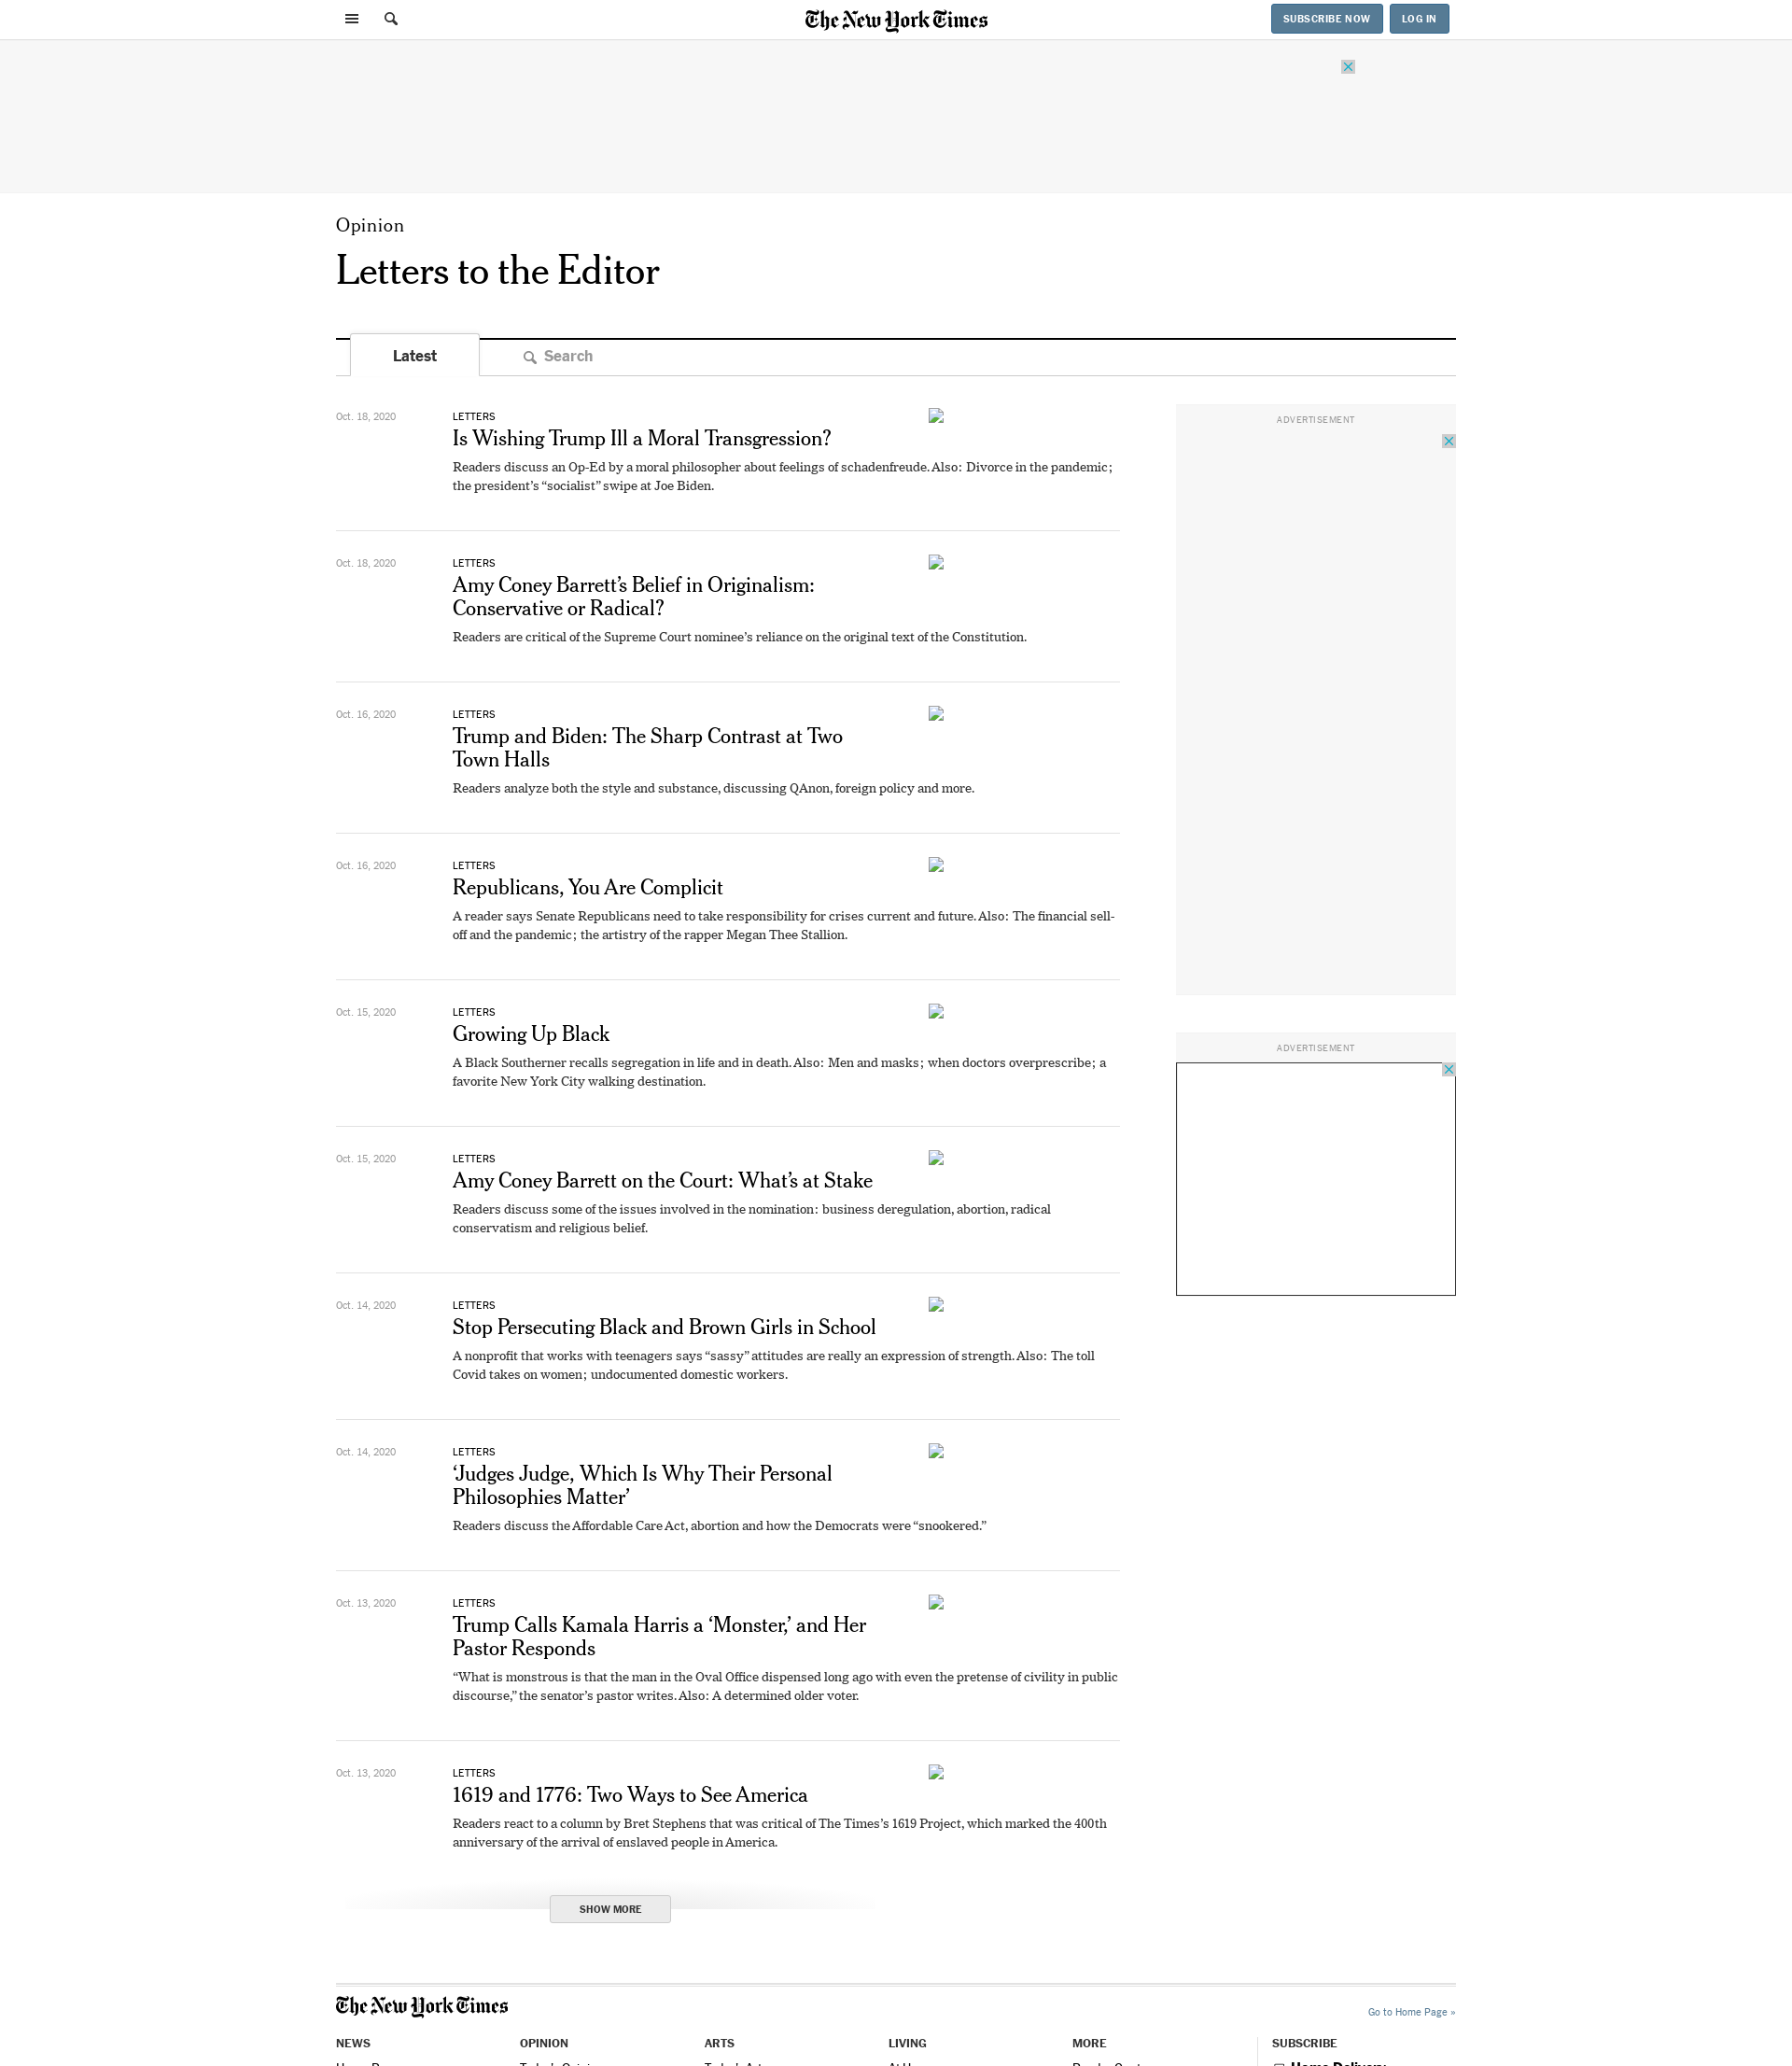 The New York Times
SUBSCRIBE NOW
LOG IN
Opinion
Letters to the Editor
Latest
Search
Oct. 18, 2020
LETTERS
Is Wishing Trump Ill a Moral Transgression?
Readers discuss an Op-Ed by a moral philosopher about feelings of schadenfreude. Also: Divorce in the pandemic;
the president’s “socialist” swipe at Joe Biden.
ADVERTISEMENT
Oct. 18, 2020
LETTERS
Amy Coney Barrett’s Belief in Originalism:
Conservative or Radical?
Readers are critical of the Supreme Court nominee’s reliance on the original text of the Constitution.
Oct. 16, 2020
LETTERS
Trump and Biden: The Sharp Contrast at Two
Town Halls
Readers analyze both the style and substance, discussing QAnon, foreign policy and more.
Oct. 16, 2020
LETTERS
Republicans, You Are Complicit
A reader says Senate Republicans need to take responsibility for crises current and future. Also: The financial sell-
off and the pandemic; the artistry of the rapper Megan Thee Stallion.
Oct. 15, 2020
LETTERS
Growing Up Black
A Black Southerner recalls segregation in life and in death. Also: Men and masks; when doctors overprescribe; a
favorite New York City walking destination.
ADVERTISEMENT
Oct. 15, 2020
LETTERS
Amy Coney Barrett on the Court: What’s at Stake
Readers discuss some of the issues involved in the nomination: business deregulation, abortion, radical
conservatism and religious belief.
Oct. 14, 2020
LETTERS
Stop Persecuting Black and Brown Girls in School
A nonprofit that works with teenagers says “sassy” attitudes are really an expression of strength. Also: The toll
Covid takes on women; undocumented domestic workers.
Oct. 14, 2020
LETTERS
‘Judges Judge, Which Is Why Their Personal
Philosophies Matter’
Readers discuss the Affordable Care Act, abortion and how the Democrats were “snookered.”
Oct. 13, 2020
LETTERS
Trump Calls Kamala Harris a ‘Monster,’ and Her
Pastor Responds
“What is monstrous is that the man in the Oval Office dispensed long ago with even the pretense of civility in public
discourse,” the senator’s pastor writes. Also: A determined older voter.
Oct. 13, 2020
LETTERS
1619 and 1776: Two Ways to See America
Readers react to a column by Bret Stephens that was critical of The Times’s 1619 Project, which marked the 400th
anniversary of the arrival of enslaved people in America.
SHOW MORE
The New York Times
Go to Home Page »
NEWS
OPINION
ARTS
LIVING
MORE
SUBSCRIBE
Home Delivery